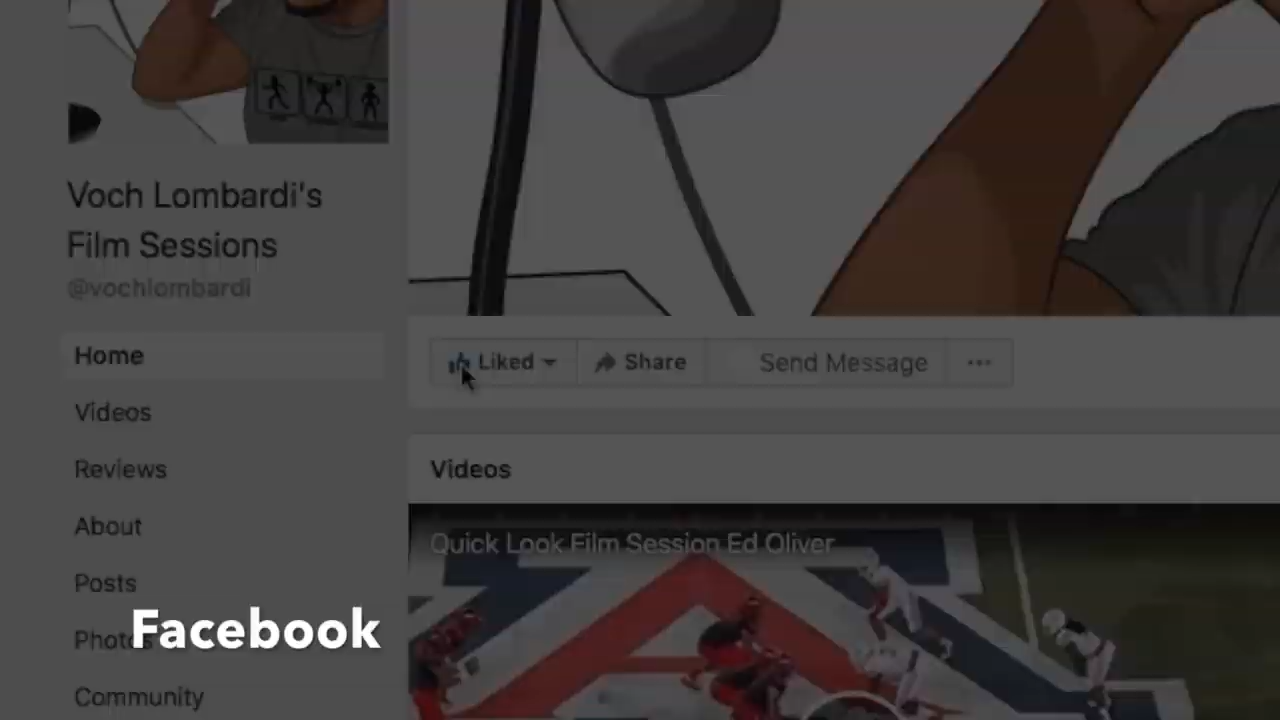 Voch Lombardi's
Film Sessions
@vochlombardi
Home
Videos
Reviews
About
Posts
Photos
Community
Liked
Share
Send Message
Videos
Quick Look Film Session Ed Oliver
Facebook